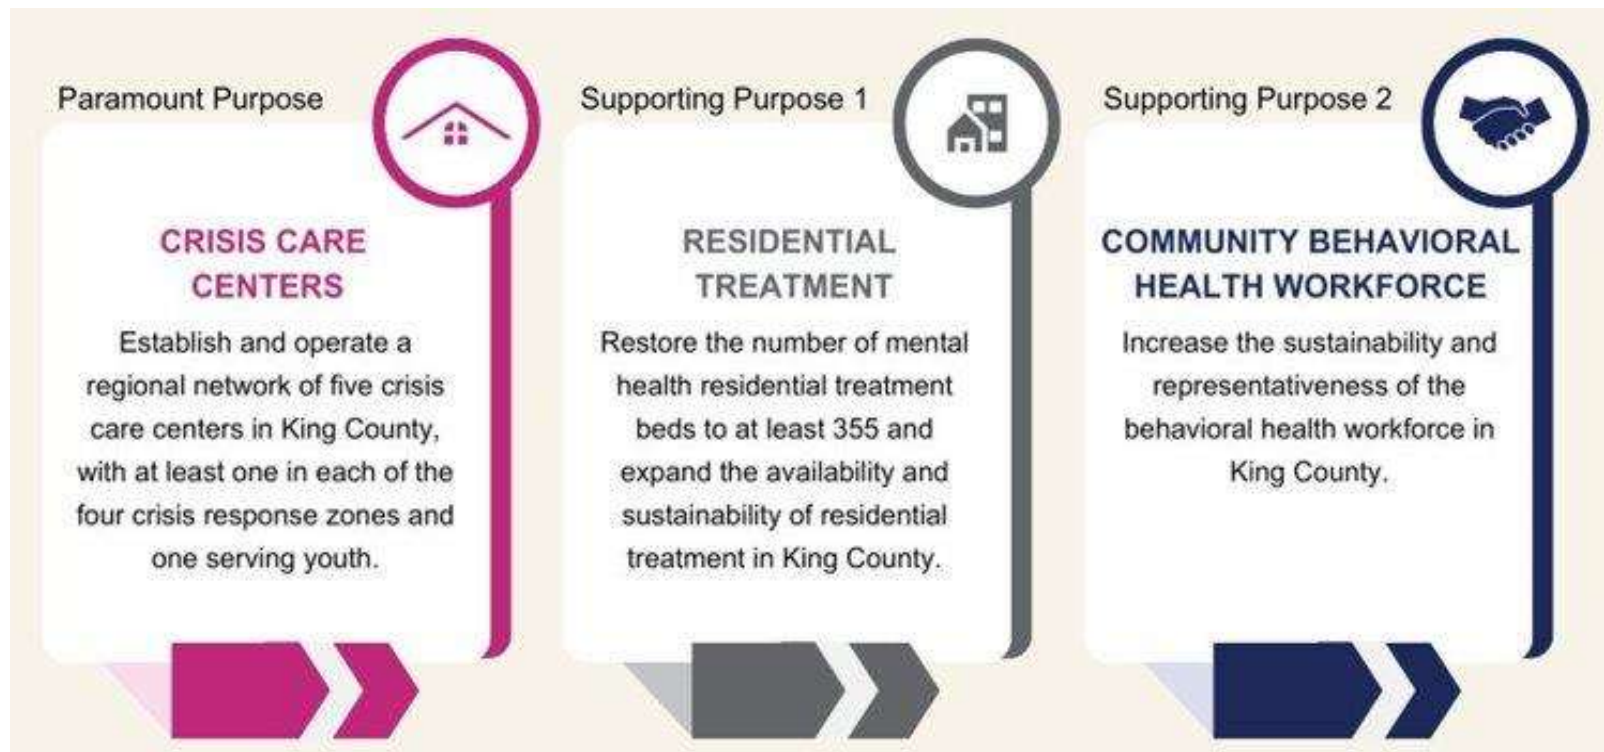 Paramount Purpose
CRISIS CARE
CENTERS
Establish and operate a
regional network of five crisis
care centers in King County,
with at least one in each of the
four crisis response zones and
one serving youth.
Supporting Purpose 1
RESIDENTIAL
TREATMENT
Restore the number of mental
health residential treatment
beds to at least 355 and
expand the availability and
sustainability of residential
treatment in King County.
Supporting Purpose 2
COMMUNITY BEHAVIORAL
HEALTH WORKFORCE
Increase the sustainability and
representativeness of the
behavioral health workforce in
King County.